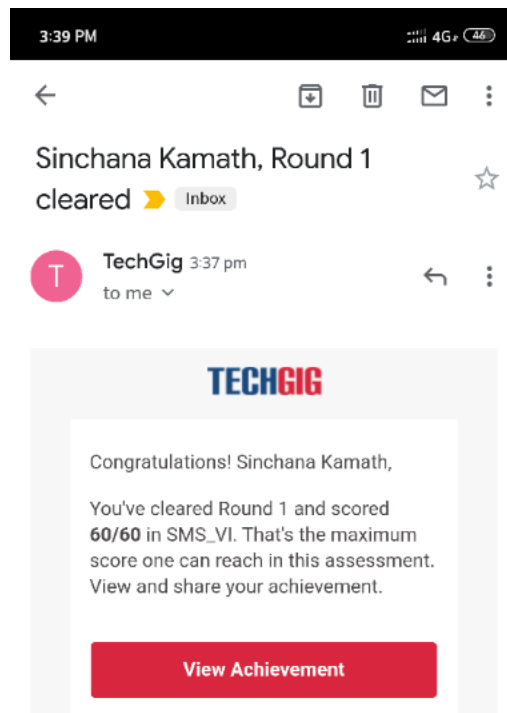 3:39 PM
4G 46
Sinchana Kamath, Round 1
cleared Inbox
T
TechGig 3:37 pm
to me
TECHGIG
Congratulations! Sinchana Kamath,
You've cleared Round 1 and scored
60/60 in SMS_VI. That's the maximum
score one can reach in this assessment.
View and share your achievement.
View Achievement